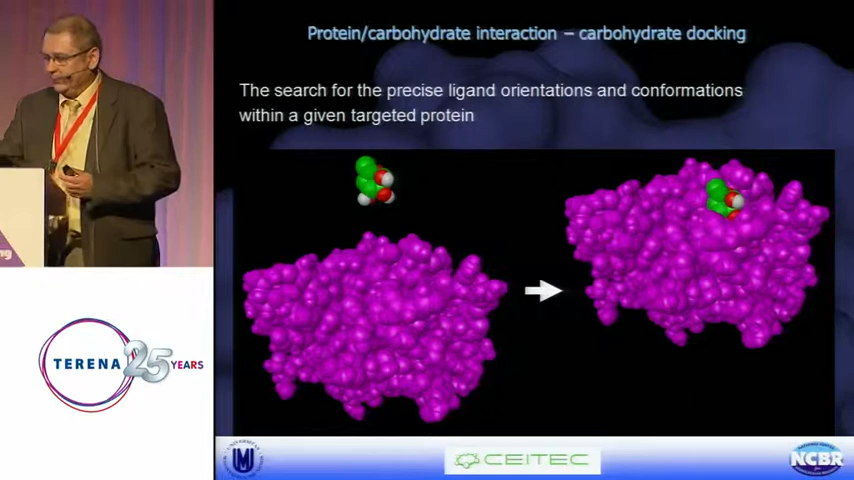 Protein/carbohydrate interaction – carbohydrate docking
The search for the precise ligand orientations and conformations
within a given targeted protein
ng
TERENA 25 YEARS
CEITEC
NCBR